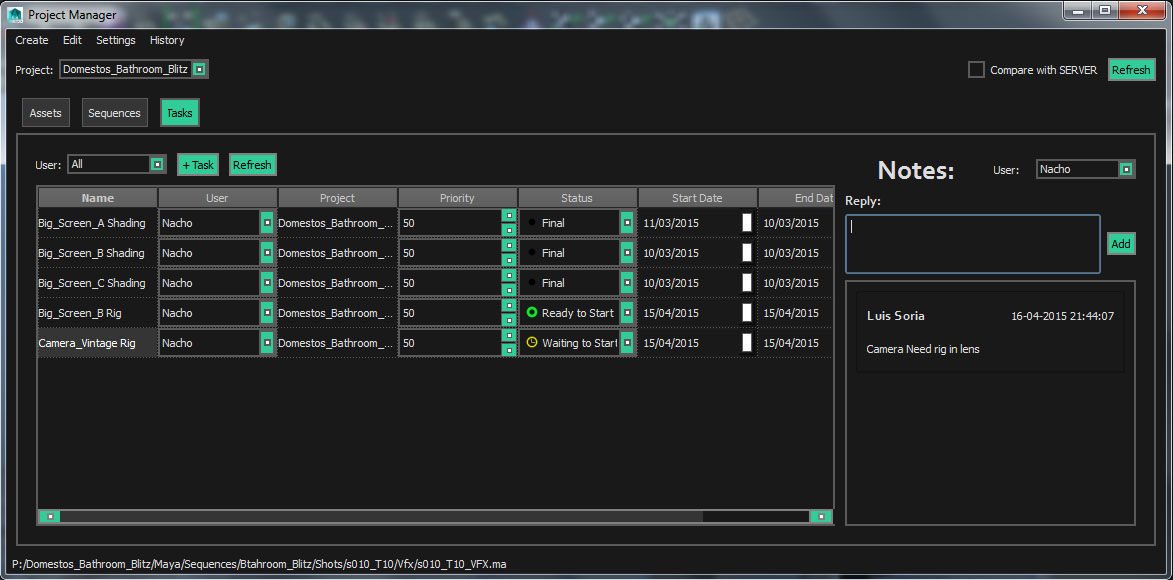 Project Manager
Create Edit Settings History
Project: Domestos_Bathroom_Blitz Compare with SERVER Refresh
Assets Sequences Tasks
User: All + Task Refresh
Notes: User: Nacho
Name User Project Priority Status Start Date End Dat
Reply:
Big_Screen_A Shading Nacho Domestos_Bathroom_... 50 Final 11/03/2015 10/03/2015
Add
Big_Screen_B Shading Nacho Domestos_Bathroom_... 50 Final 10/03/2015 10/03/2015
Big_Screen_C Shading Nacho Domestos_Bathroom_... 50 Final 10/03/2015 10/03/2015
Big_Screen_B Rig Nacho Domestos_Bathroom_... 50 Ready to Start 15/04/2015 15/04/2015
Camera_Vintage Rig Nacho Domestos_Bathroom_... 50 Waiting to Start 15/04/2015 15/04/2015
Luis Soria 16-04-2015 21:44:07
Camera Need rig in lens
P:/Domestos_Bathroom_Blitz/Maya/Sequences/Btahroom_Blitz/Shots/s010_T10/Vfx/s010_T10_VFX.ma